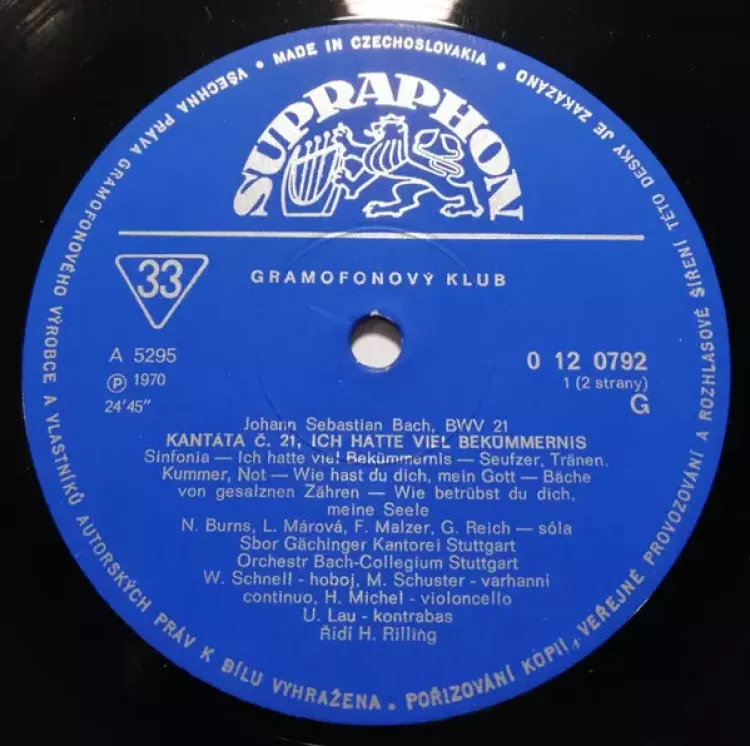 SUPRAPHON
GRAMOFONOVÝ KLUB
33
A 5295
Ⓟ 1970
24'45"
0 12 0792
1 (2 strany)
G
Johann Sebastian Bach, BWV 21
KANTÁTA Č. 21, ICH HATTE VIEL BEKÜMMERNIS
Sinfonia — Ich hatte viel Bekümmernis — Seufzer, Tränen,
Kummer, Not — Wie hast du dich, mein Gott — Bäche
von gesalznen Zähren — Wie betrübst du dich,
meine Seele
N. Burns, L. Márová, F. Malzer, G. Reich — sóla
Sbor Gächinger Kantorei Stuttgart
Orchestr Bach-Collegium Stuttgart
W. Schnell - hoboj, M. Schuster - varhanní
continuo, H. Michel - violoncello
U. Lau - kontrabas
Řídí H. Rilling
• MADE IN CZECHOSLOVAKIA •
VŠECHNA PRÁVA GRAMOFONOVÉHO VÝROBCE A VLASTNÍKŮ AUTORSKÝCH PRÁV K DÍLU VYHRAŽENA. POŘIZOVÁNÍ KOPIÍ, VEŘEJNÉ PROVOZOVÁNÍ A ROZHLASOVÉ ŠÍŘENÍ TÉTO DESKY JE ZAKÁZÁNO